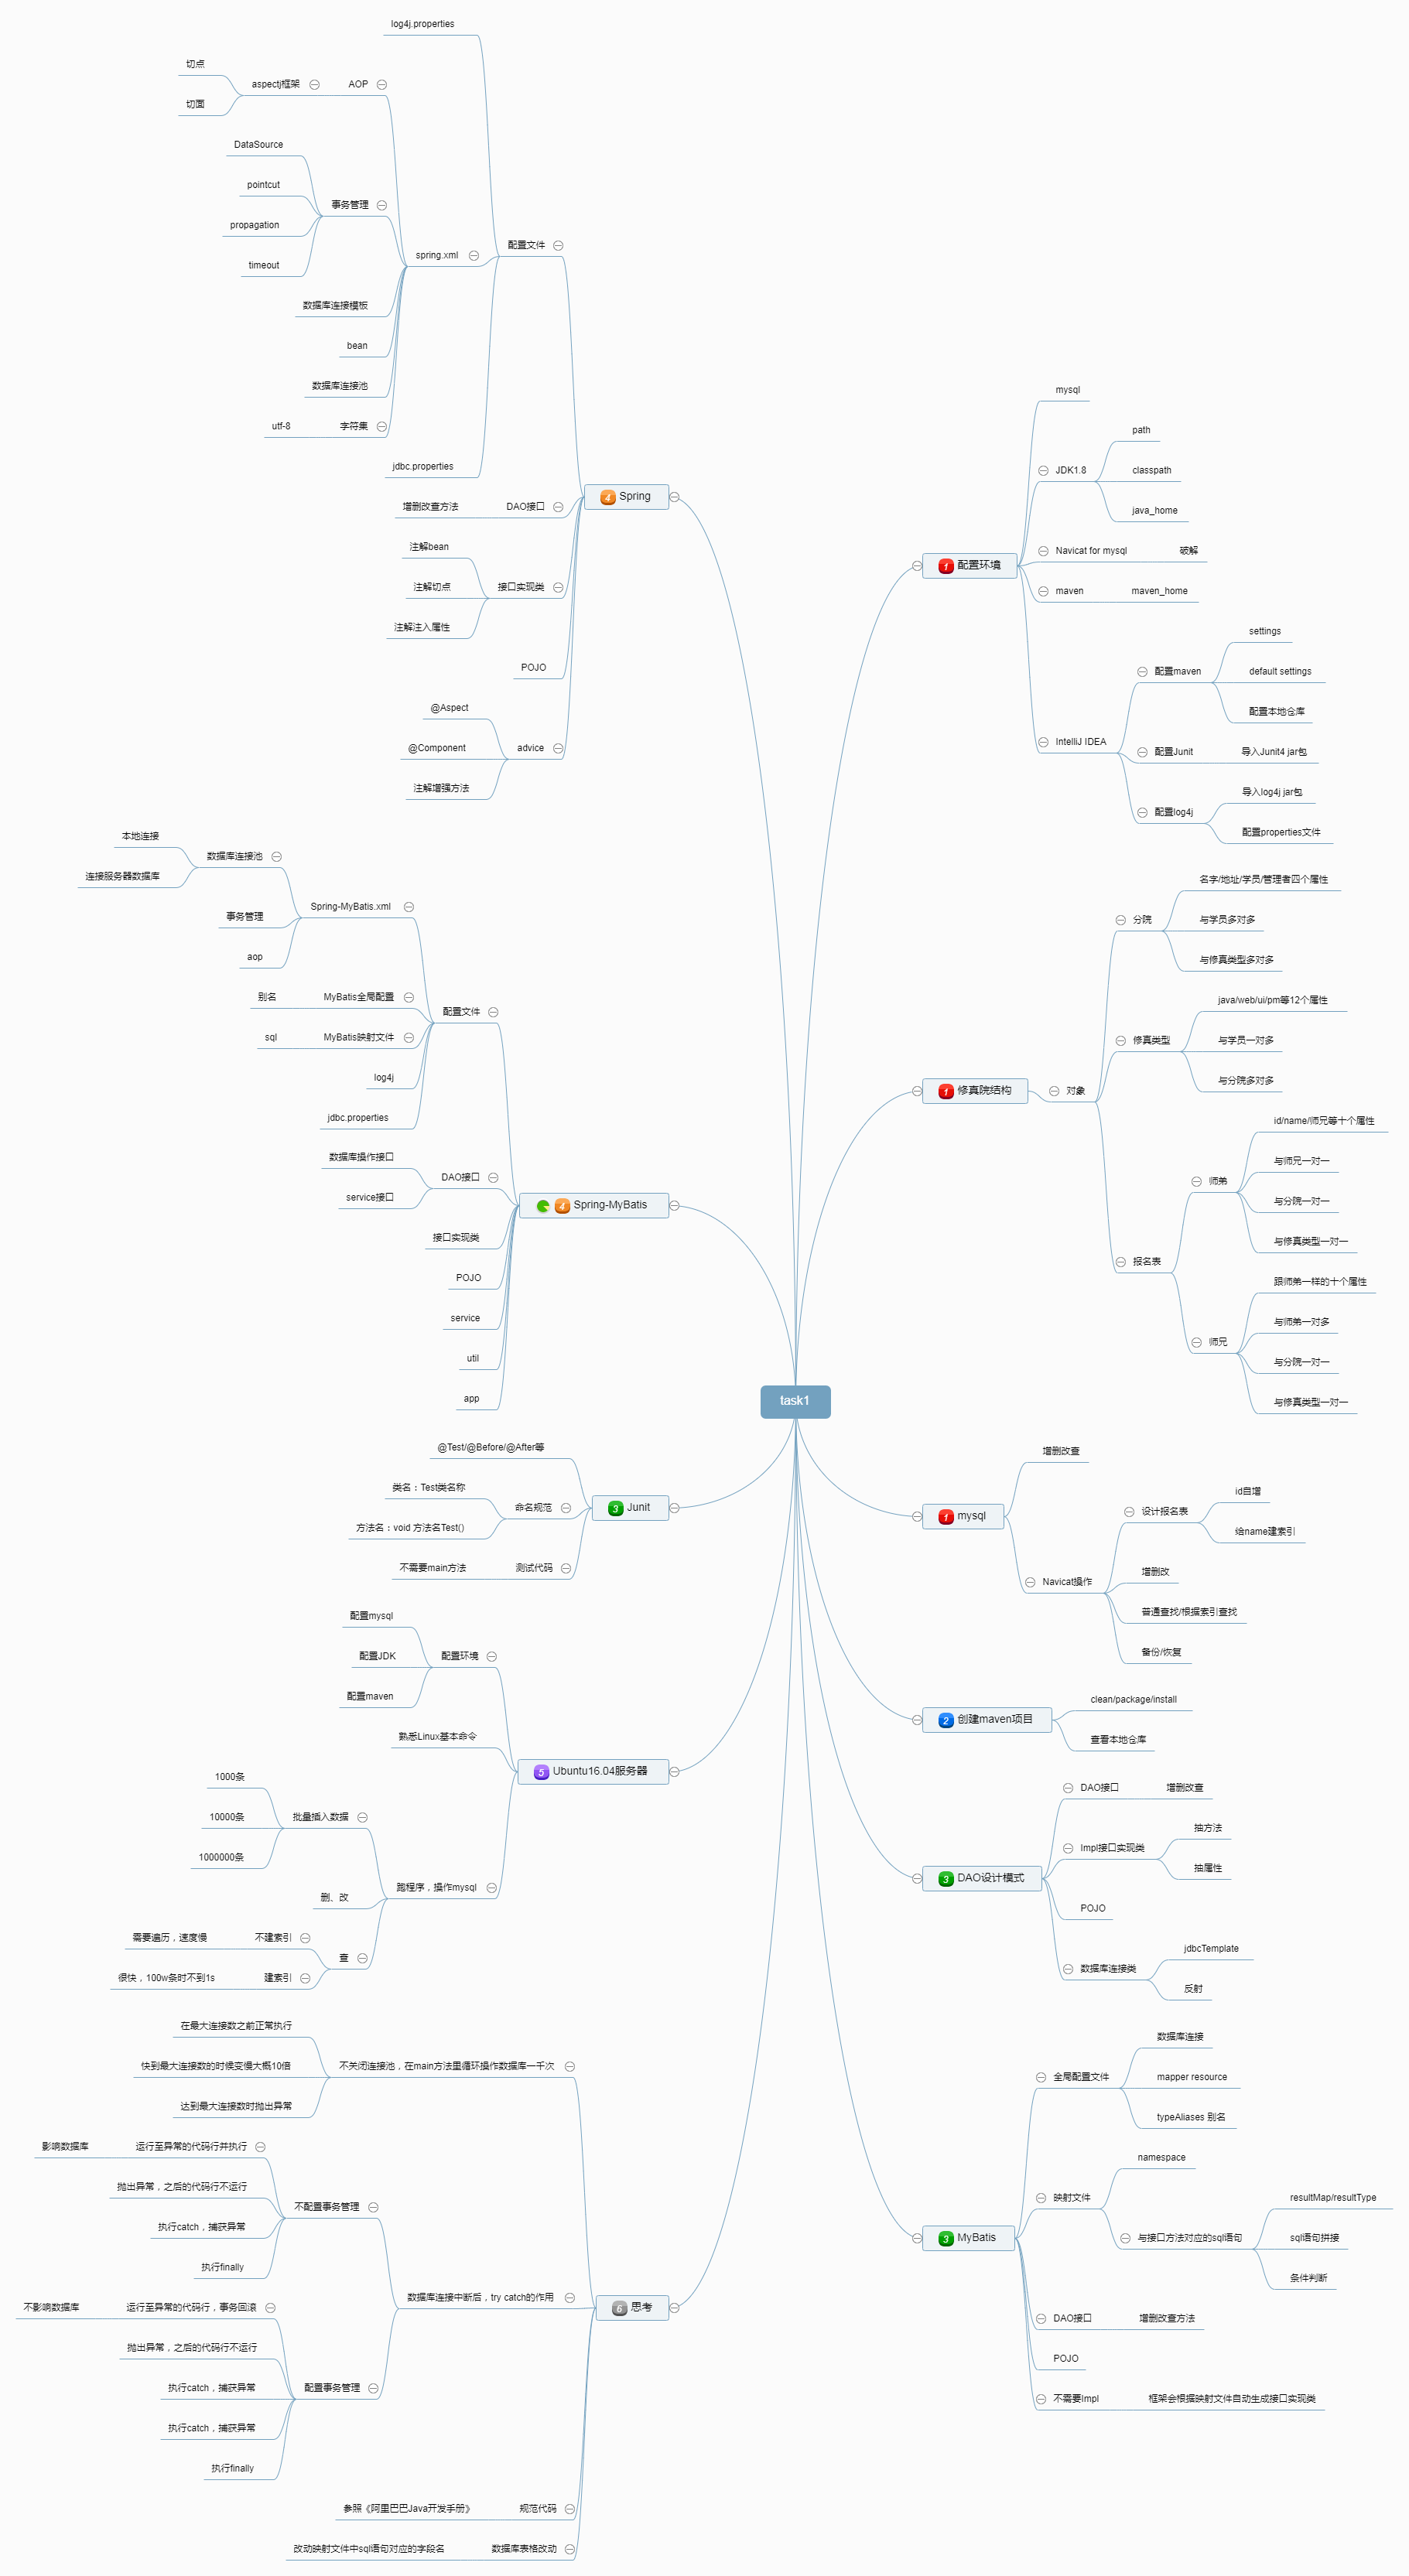 task1
1 配置环境
mysql
JDK1.8
path
classpath
java_home
Navicat for mysql
破解
maven
maven_home
IntelliJ IDEA
配置maven
settings
default settings
配置本地仓库
配置Junit
导入Junit4 jar包
配置log4j
导入log4j jar包
配置properties文件
1 修真院结构
对象
分院
名字/地址/学员/管理者四个属性
与学员多对多
与修真类型多对多
修真类型
java/web/ui/pm等12个属性
与学员一对多
与分院多对多
报名表
师弟
id/name/师兄等十个属性
与师兄一对一
与分院一对一
与修真类型一对一
师兄
跟师弟一样的十个属性
与师弟一对多
与分院一对一
与修真类型一对一
1 mysql
增删改查
Navicat操作
设计报名表
id自增
给name建索引
增删改
普通查找/根据索引查找
备份/恢复
2 创建maven项目
clean/package/install
查看本地仓库
3 DAO设计模式
DAO接口
增删改查
Impl接口实现类
抽方法
抽属性
POJO
数据库连接类
jdbcTemplate
反射
3 MyBatis
全局配置文件
数据库连接
mapper resource
typeAliases 别名
映射文件
namespace
与接口方法对应的sql语句
resultMap/resultType
sql语句拼接
条件判断
DAO接口
增删改查方法
POJO
不需要Impl
框架会根据映射文件自动生成接口实现类
4 Spring
配置文件
log4j.properties
spring.xml
AOP
aspectj框架
切点
切面
事务管理
DataSource
pointcut
propagation
timeout
数据库连接模板
bean
数据库连接池
字符集
utf-8
jdbc.properties
DAO接口
增删改查方法
接口实现类
注解bean
注解切点
注解注入属性
POJO
advice
@Aspect
@Component
注解增强方法
4 Spring-MyBatis
配置文件
Spring-MyBatis.xml
数据库连接池
本地连接
连接服务器数据库
事务管理
aop
MyBatis全局配置
别名
MyBatis映射文件
sql
log4j
jdbc.properties
DAO接口
数据库操作接口
service接口
接口实现类
POJO
service
util
app
3 Junit
@Test/@Before/@After等
命名规范
类名：Test类名称
方法名：void 方法名Test()
测试代码
不需要main方法
5 Ubuntu16.04服务器
配置环境
配置mysql
配置JDK
配置maven
熟悉Linux基本命令
跑程序，操作mysql
批量插入数据
1000条
10000条
1000000条
删、改
查
不建索引
需要遍历，速度慢
建索引
很快，100w条时不到1s
6 思考
不关闭连接池，在main方法里循环操作数据库一千次
在最大连接数之前正常执行
快到最大连接数的时候变慢大概10倍
达到最大连接数时抛出异常
数据库连接中断后，try catch的作用
不配置事务管理
运行至异常的代码行并执行
影响数据库
抛出异常，之后的代码行不运行
执行catch，捕获异常
执行finally
配置事务管理
运行至异常的代码行，事务回滚
不影响数据库
抛出异常，之后的代码行不运行
执行catch，捕获异常
执行catch，捕获异常
执行finally
规范代码
参照《阿里巴巴Java开发手册》
数据库表格改动
改动映射文件中sql语句对应的字段名